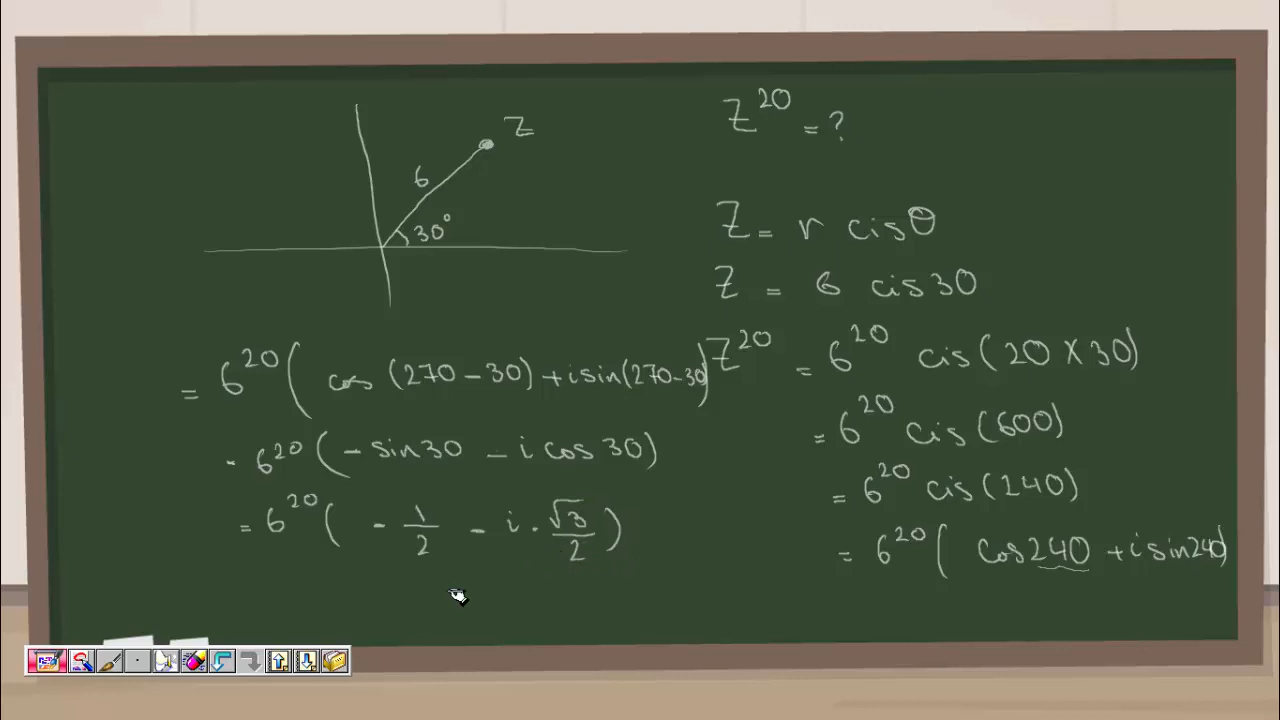 Z
6
30°
Z^20 = ?
Z = r cisθ
Z = 6 cis30
Z^20 = 6^20 cis(20 X 30)
= 6^20 cis(600)
= 6^20 cis(240)
= 6^20 ( cos240 + i sin240)
= 6^20 ( cos (270 - 30) + i sin(270-30)
- 6^20 ( - sin30 - i cos 30)
= 6^20 ( - 1/2 - i . √3/2 )